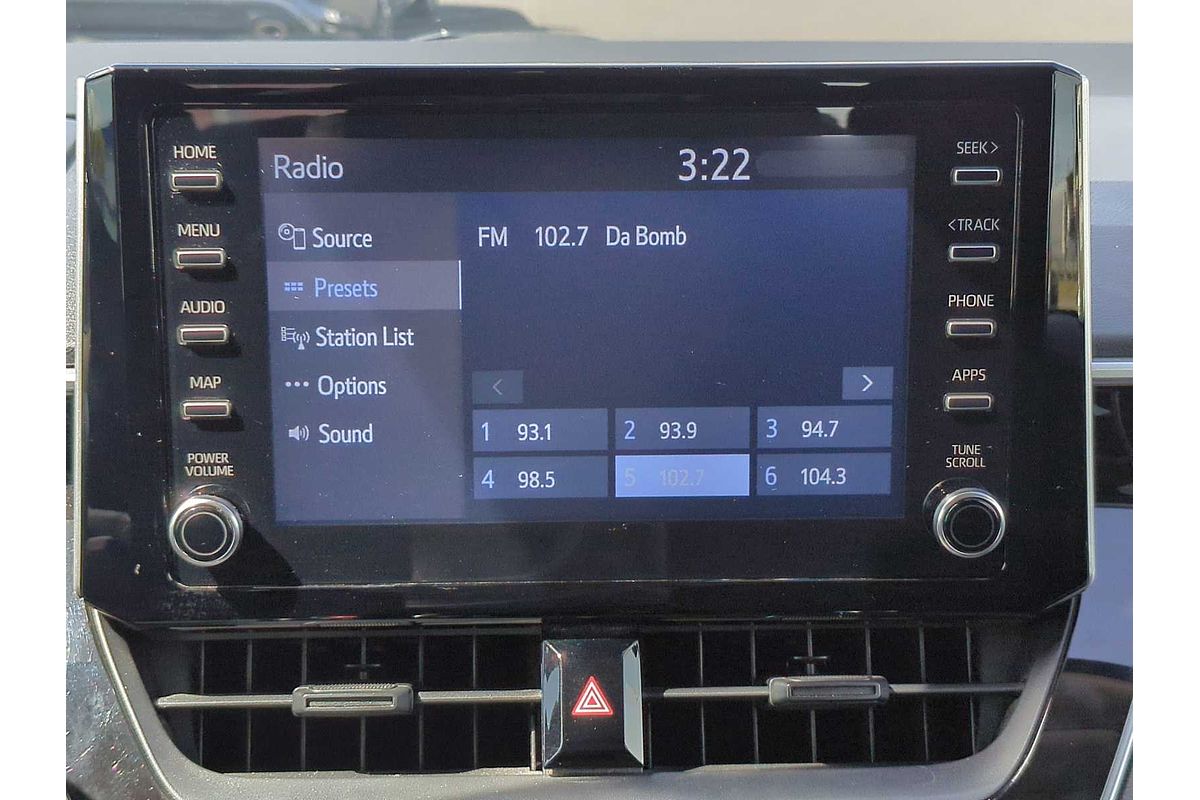 HOME
MENU
AUDIO
MAP
POWER
VOLUME
Radio 3:22
Source
Presets
Station List
Options
Sound
FM 102.7 Da Bomb
< >
1 93.1 2 93.9 3 94.7
4 98.5 5 102.7 6 104.3
SEEK >
< TRACK
PHONE
APPS
TUNE
SCROLL